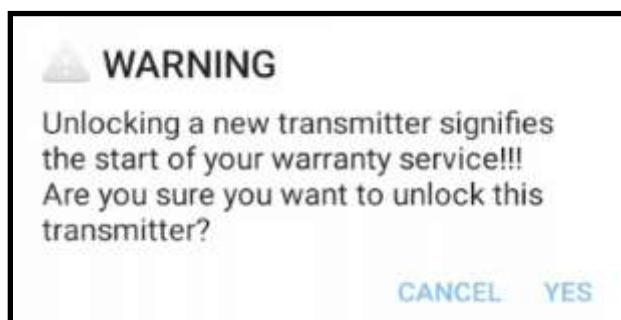 WARNING
Unlocking a new transmitter signifies
the start of your warranty service!!!
Are you sure you want to unlock this
transmitter?
CANCEL YES